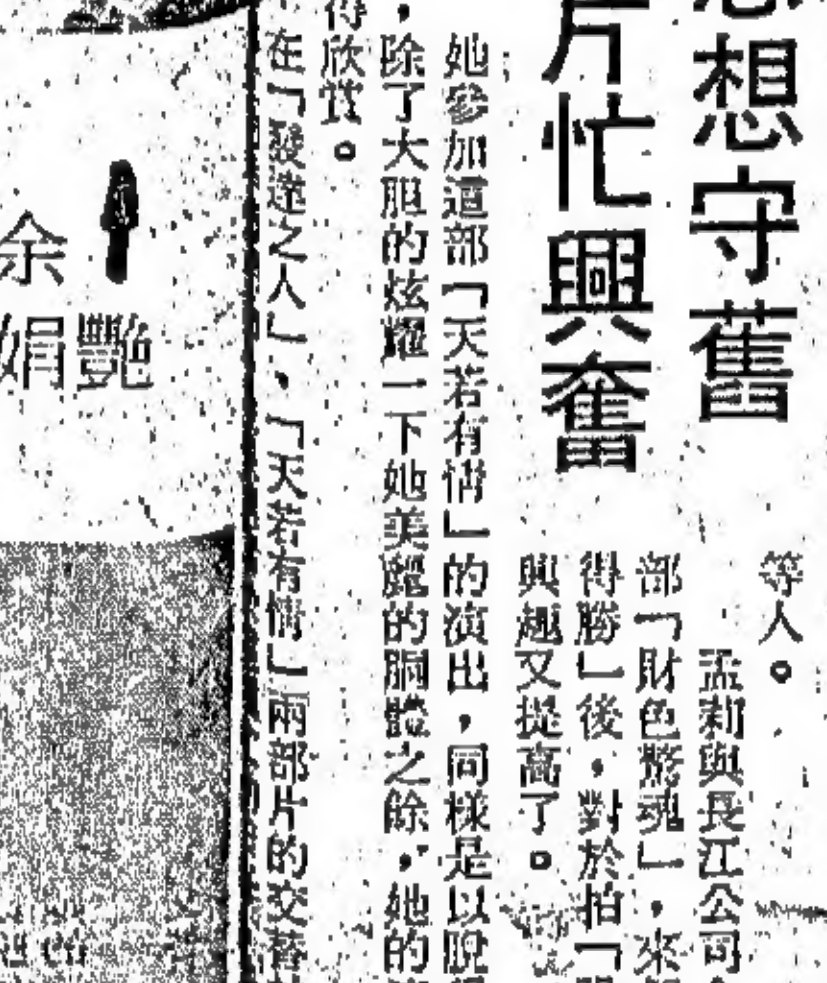 想守舊
片忙興奮
等人。
孟莉與長江公司
部「財色驚魂」,來
得勝」後,對於拍「
興趣又提高了。
她參加這部「天若有情」的演出,同樣是以脫
,除了大胆的炫耀一下她美麗的胴體之餘,她的
得欣賞。
在「發達之人」、「天若有情」兩部片的交替
余艷娟